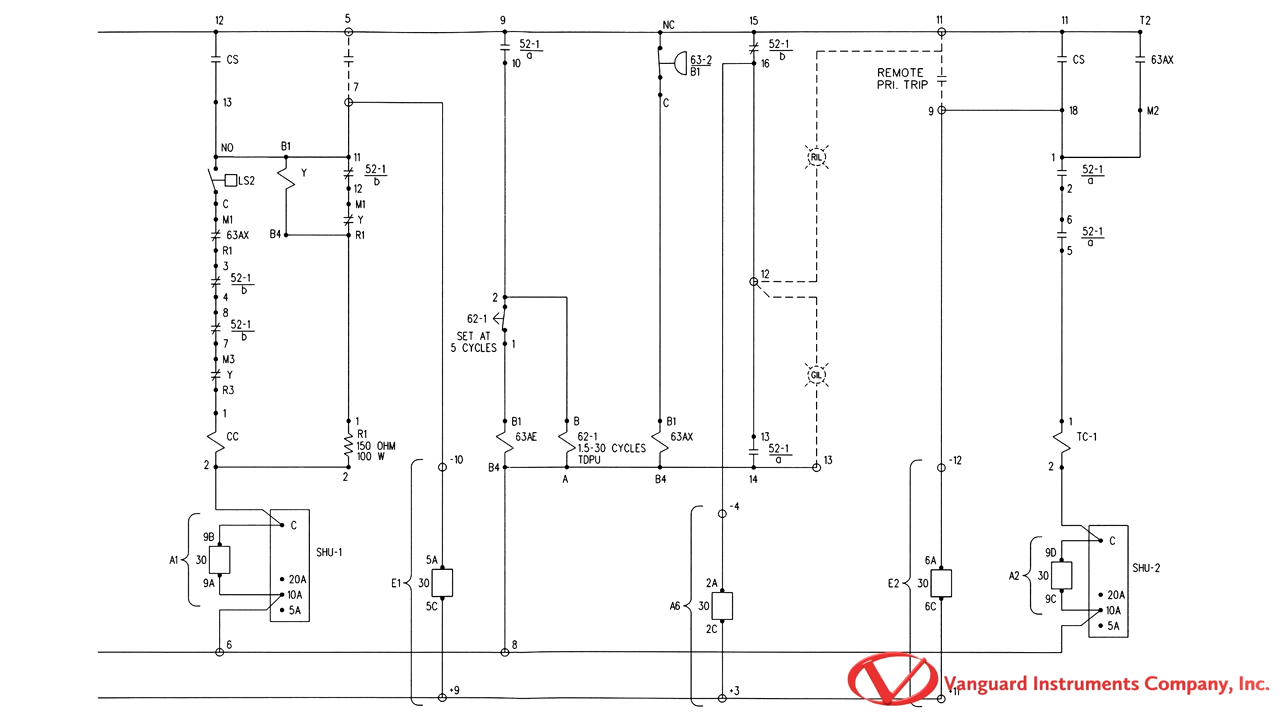 12
5
9
NC
15
11
11
T2
CS
52-1
a
10
63-2
B1
52-1
b
16
REMOTE
PRI. TRIP
CS
63AX
7
13
C
9
18
M2
NO
B1
11
RIL
1
Y
52-1
b
LS2
12
52-1
a
2
C
M1
M1
Y
6
63AX
B4
R1
52-1
a
R1
5
3
12
52-1
b
4
2
8
62-1
52-1
b
SET AT
5 CYCLES
1
7
M3
Y
GIL
R3
1
1
B1
B
B1
1
CC
R1
150 OHM
100 W
63AE
62-1
1.5-30 CYCLES
TDPU
63AX
13
52-1
a
TC-1
2
2
-10
B4
A
B4
14
13
-12
2
-4
C
9B
A1
30
SHU-1
9A
20A
10A
5A
5A
E1
30
5C
2A
A6
30
2C
6A
E2
30
6C
C
9D
A2
30
SHU-2
9C
20A
10A
5A
6
8
+9
+3
+11
Vanguard Instruments Company, Inc.